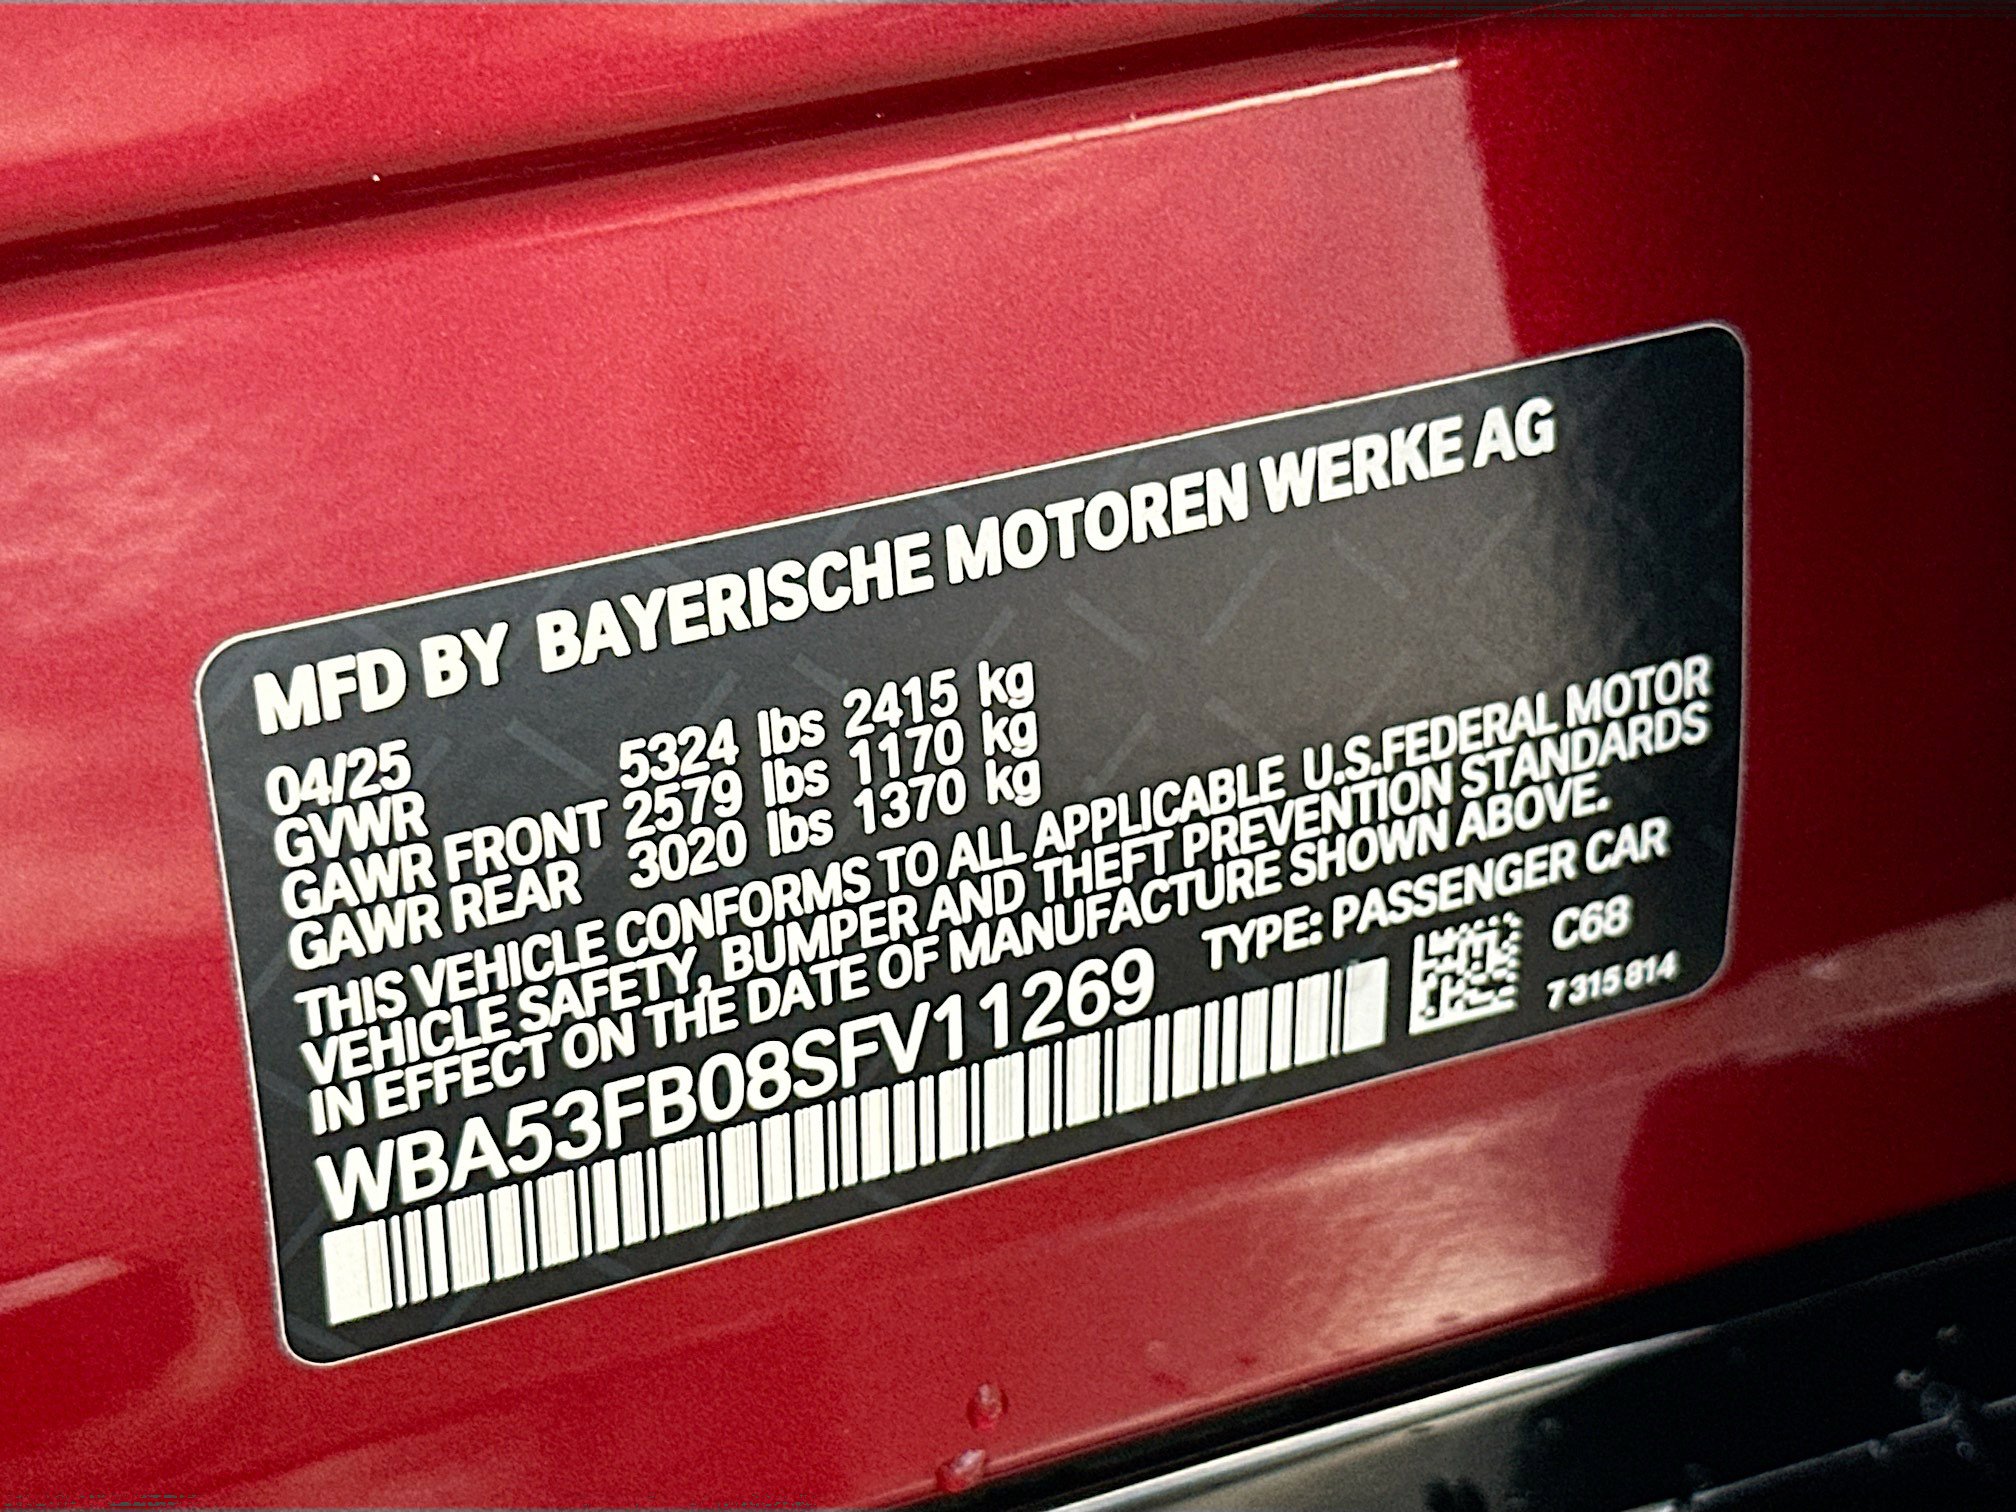 MFD BY BAYERISCHE MOTOREN WERKE AG
04/25
GVWR 5324 lbs 2415 kg
GAWR FRONT 2579 lbs 1170 kg
GAWR REAR 3020 lbs 1370 kg
THIS VEHICLE CONFORMS TO ALL APPLICABLE U.S.FEDERAL MOTOR
VEHICLE SAFETY, BUMPER AND THEFT PREVENTION STANDARDS
IN EFFECT ON THE DATE OF MANUFACTURE SHOWN ABOVE.
WBA53FB08SFV11269 TYPE: PASSENGER CAR
C68
7 315 814